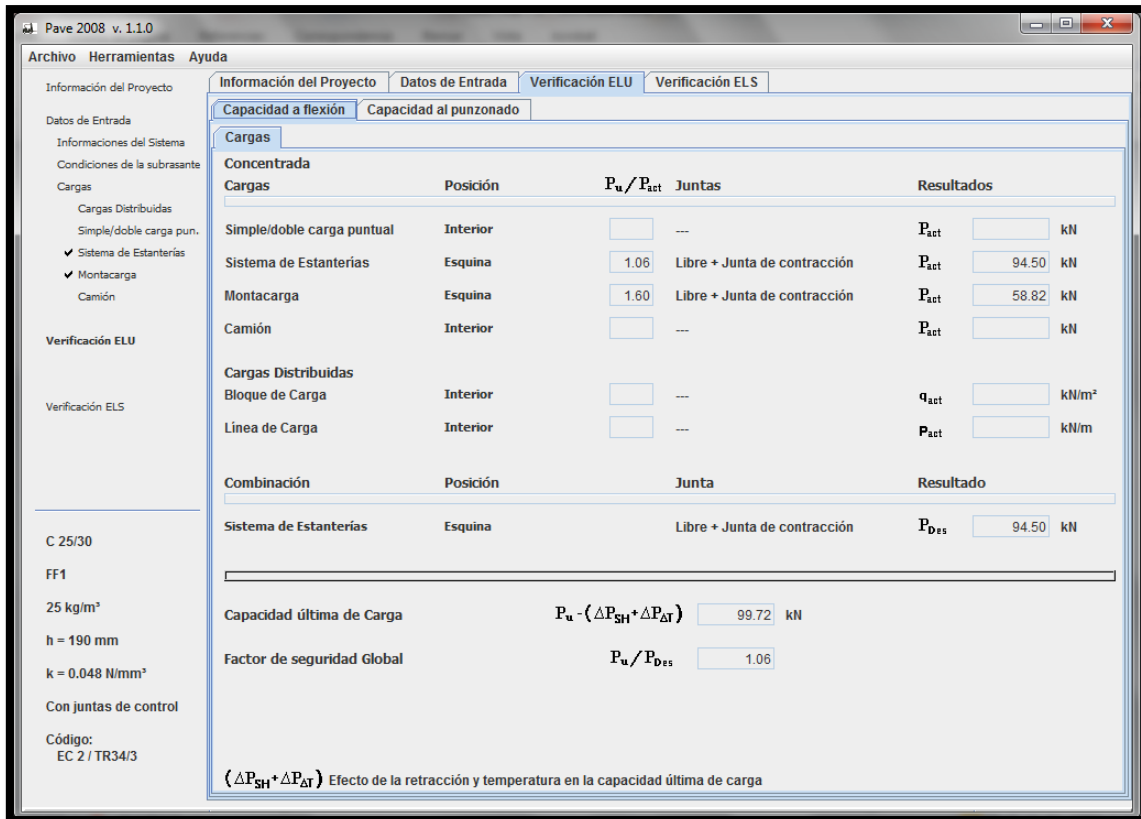 Pave 2008 v. 1.1.0
Archivo Herramientas Ayuda
Información del Proyecto
Datos de Entrada
Informaciones del Sistema
Condiciones de la subrasante
Cargas
Cargas Distribuidas
Simple/doble carga pun.
Sistema de Estanterías
Montacarga
Camión
Verificación ELU
Verificación ELS
C 25/30
FF1
25 kg/m³
h = 190 mm
k = 0.048 N/mm³
Con juntas de control
Código:
EC 2 / TR34/3
Información del Proyecto Datos de Entrada Verificación ELU Verificación ELS
Capacidad a flexión Capacidad al punzonado
Cargas
Concentrada
Cargas Posición Pu/Pact Juntas Resultados
Simple/doble carga puntual Interior --- Pact kN
Sistema de Estanterías Esquina 1.06 Libre + Junta de contracción Pact 94.50 kN
Montacarga Esquina 1.60 Libre + Junta de contracción Pact 58.82 kN
Camión Interior --- Pact kN
Cargas Distribuidas
Bloque de Carga Interior --- qact kN/m²
Línea de Carga Interior --- Pact kN/m
Combinación Posición Junta Resultado
Sistema de Estanterías Esquina Libre + Junta de contracción PDes 94.50 kN
Capacidad última de Carga Pu-(ΔPSH+ΔPΔT) 99.72 kN
Factor de seguridad Global Pu/PDes 1.06
(ΔPSH+ΔPΔT) Efecto de la retracción y temperatura en la capacidad última de carga